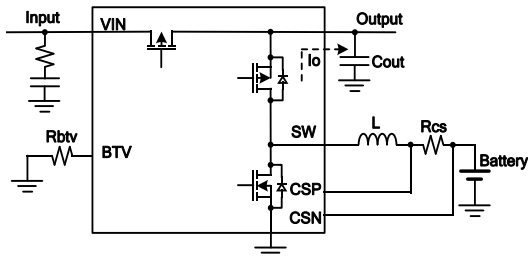 Input
VIN
Output
Io
Cout
Rbtv
BTV
SW
L
Rcs
Battery
CSP
CSN